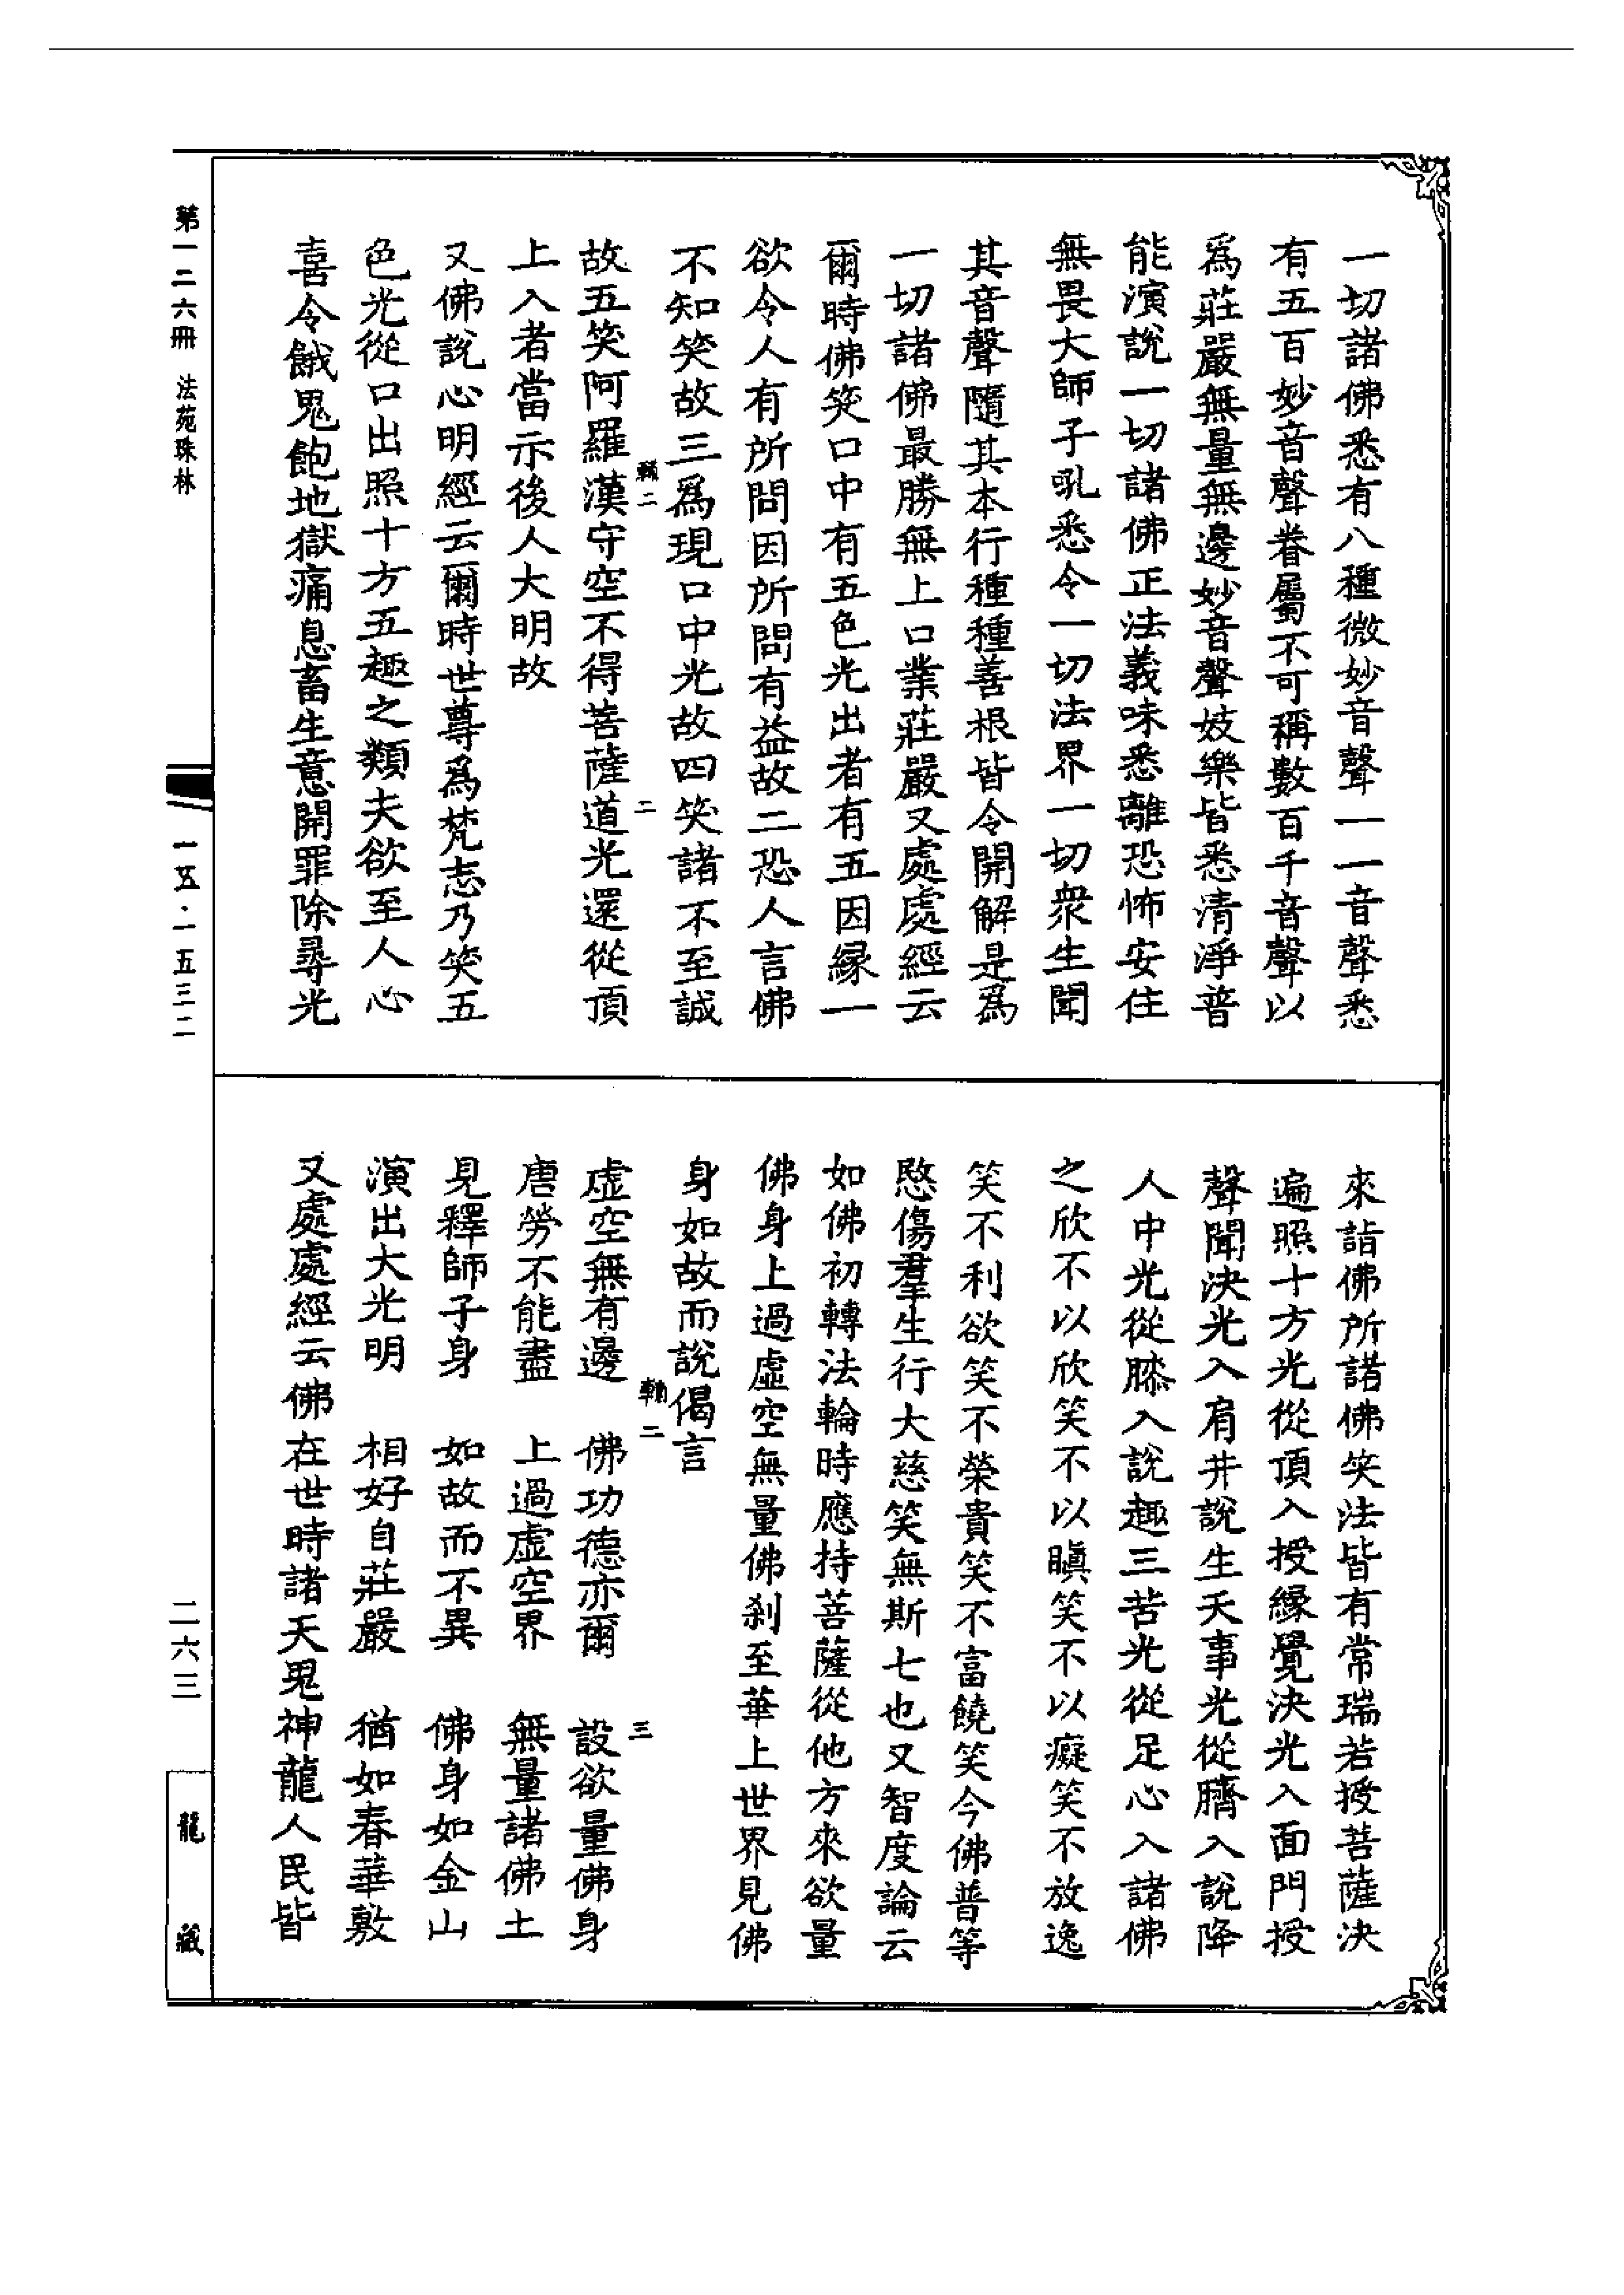 一切諸佛悉有八種微妙音聲一一音聲悉
有五百妙音聲眷屬不可稱數百千音聲以
爲莊嚴無量無邊妙音聲妓樂皆悉清淨普
能演說一切諸佛正法義味悉離恐怖安住
無畏大師子吼悉令一切法界一切衆生聞
其音聲隨其本行種種善根皆令開解是爲
一切諸佛最勝無上口業莊嚴又處處經云
爾時佛笑口中有五色光出者有五因緣一
欲令人有所問因所問有益故二恐人言佛
不知笑故三爲現口中光故四笑諸不至誠
故五笑阿羅漢守空不得菩薩道光還從頂
上入者當示後人大明故
又佛說心明經云爾時世尊爲梵志乃笑五
色光從口出照十方五趣之類夫欲至人心
喜令餓鬼飽地獄痛息畜生意開罪除尋光
來詣佛所諸佛笑法皆有常瑞若授菩薩決
遍照十方光從頂入授緣覺決光入面門授
聲聞決光入肩井說生天事光從臍入說降
人中光從膝入說趣三苦光從足心入諸佛
之欣不以欣笑不以瞋笑不以癡笑不放逸
笑不利欲笑不榮貴笑不富饒笑今佛普等
愍傷羣生行大慈笑無斯七也又智度論云
如佛初轉法輪時應持菩薩從他方來欲量
佛身上過虛空無量佛刹至華上世界見佛
身如故而說偈言
虛空無有邊　佛功德亦爾　設欲量佛身
唐勞不能盡　上過虛空界　無量諸佛土
見釋師子身　如故而不異　佛身如金山
演出大光明　相好自莊嚴　猶如春華敷
又處處經云佛在世時諸天鬼神龍人民皆
第一二六冊　法苑珠林
一五．一五三二
二六三
龍藏
二
二
三